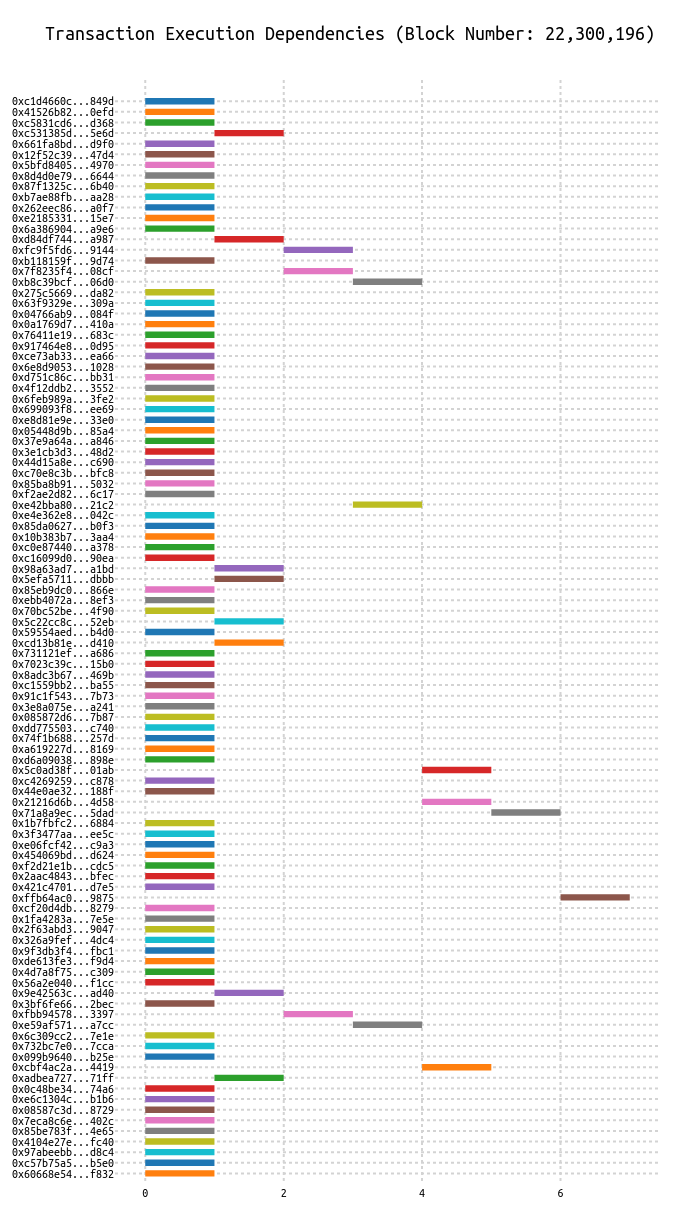 Transaction Execution Dependencies (Block Number: 22,300,196)
0xc1d4660c...849d
0x41526b82...0efd
0xc5831cd6...d368
0xc531385d...5e6d
0x661fa8bd...d9f0
0x12f52c39...47d4
0x5bfd8405...4970
0x8d4d0e79...6644
0x87f1325c...6b40
0xb7ae88fb...aa28
0x262eec86...a0f7
0xe2185331...15e7
0x6a386904...a9e6
0xd84df744...a987
0xfc9f5fd6...9144
0xb118159f...9d74
0x7f8235f4...08cf
0xb8c39bcf...06d0
0x275c5669...da82
0x63f9329e...309a
0x04766ab9...084f
0x0a1769d7...410a
0x76411e19...683c
0x917464e8...0d95
0xce73ab33...ea66
0x6e8d9053...1028
0xd751c86c...bb31
0x4f12ddb2...3552
0x6feb989a...3fe2
0x699093f8...ee69
0xe8d81e9e...33e0
0x05448d9b...85a4
0x37e9a64a...a846
0x3e1cb3d3...48d2
0x44d15a8e...c690
0xc70e8c3b...bfc8
0x85ba8b91...5032
0xf2ae2d82...6c17
0xe42bba80...21c2
0xe4e362e8...042c
0x85da0627...b0f3
0x10b383b7...3aa4
0xc0e87440...a378
0xc16099d0...90ea
0x98a63ad7...a1bd
0x5efa5711...dbbb
0x85eb9dc0...866e
0xebb4072a...8ef3
0x70bc52be...4f90
0x5c22cc8c...52eb
0x59554aed...b4d0
0xcd13b81e...d410
0x731121ef...a686
0x7023c39c...15b0
0x8adc3b67...469b
0xc1559bb2...ba55
0x91c1f543...7b73
0x3e8a075e...a241
0x085872d6...7b87
0xdd775503...c740
0x74f1b688...257d
0xa619227d...8169
0xd6a09038...898e
0x5c0ad38f...01ab
0xc4269259...c878
0x44e0ae32...188f
0x21216d6b...4d58
0x71a8a9ec...5dad
0x1b7fbfc2...6884
0x3f3477aa...ee5c
0xe06fcf42...c9a3
0x454069bd...d624
0xf2d21e1b...cdc5
0x2aac4843...bfec
0x421c4701...d7e5
0xffb64ac0...9875
0xcf20d4db...8279
0x1fa4283a...7e5e
0x2f63abd3...9047
0x326a9fef...4dc4
0x9f3db3f4...fbc1
0xde613fe3...f9d4
0x4d7a8f75...c309
0x56a2e040...f1cc
0x9e42563c...ad40
0x3bf6fe66...2bec
0xfbb94578...3397
0xe59af571...a7cc
0x6c309cc2...7e1e
0x732bc7e0...7cca
0x099b9640...b25e
0xcbf4ac2a...4419
0xadbea727...71ff
0x0c48be34...74a6
0xe6c1304c...b1b6
0x08587c3d...8729
0x7eca8c6e...402c
0x85be783f...4e65
0x4104e27e...fc40
0x97abeebb...d8c4
0xc57b75a5...b5e0
0x60668e54...f832
0 2 4 6